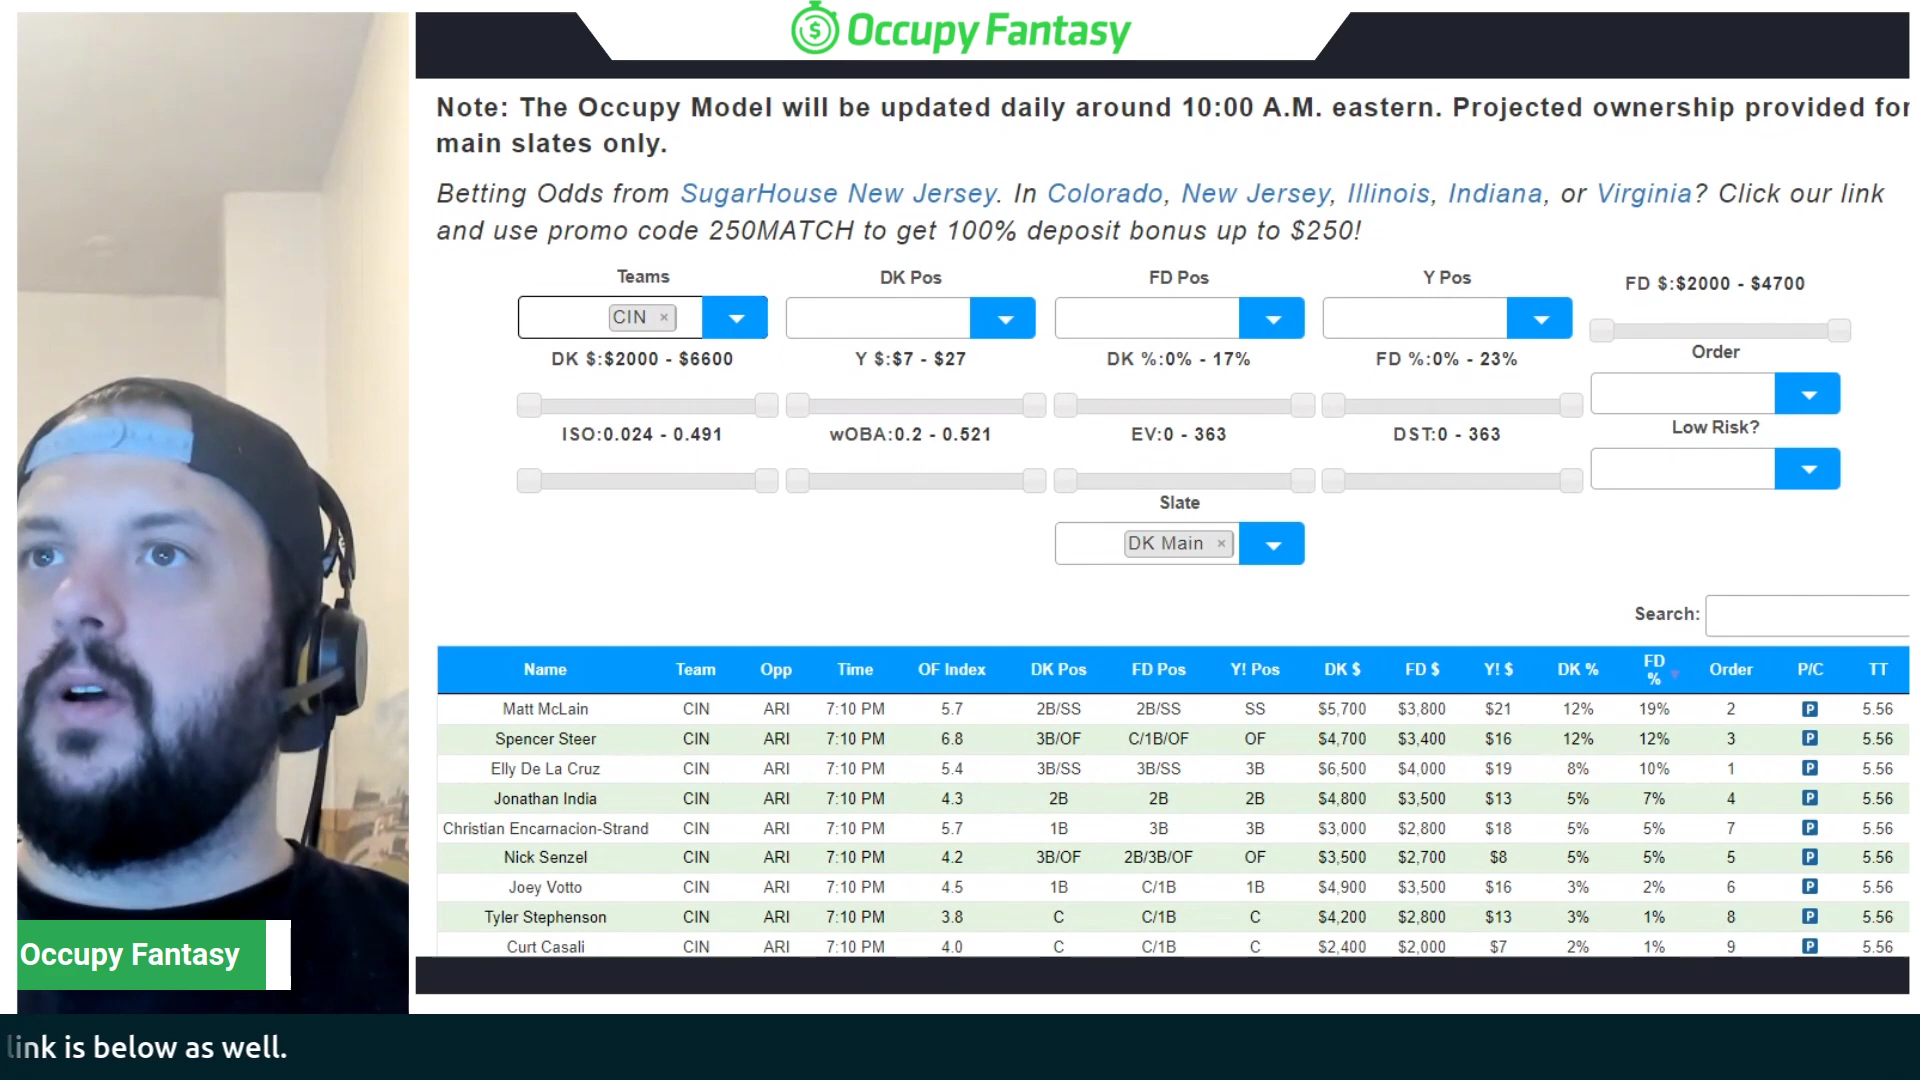 Occupy Fantasy
Note: The Occupy Model will be updated daily around 10:00 A.M. eastern. Projected ownership provided for
main slates only.
Betting Odds from SugarHouse New Jersey. In Colorado, New Jersey, Illinois, Indiana, or Virginia? Click our link
and use promo code 250MATCH to get 100% deposit bonus up to $250!
Teams DK Pos FD Pos Y Pos FD $:$2000 - $4700
CIN ×
DK $:$2000 - $6600 Y $:$7 - $27 DK %:0% - 17% FD %:0% - 23% Order
ISO:0.024 - 0.491 wOBA:0.2 - 0.521 EV:0 - 363 DST:0 - 363 Low Risk?
Slate
DK Main ×
Search:
Name Team Opp Time OF Index DK Pos FD Pos Y! Pos DK $ FD $ Y! $ DK % FD % Order P/C TT
Matt McLain CIN ARI 7:10 PM 5.7 2B/SS 2B/SS SS $5,700 $3,800 $21 12% 19% 2 P 5.56
Spencer Steer CIN ARI 7:10 PM 6.8 3B/OF C/1B/OF OF $4,700 $3,400 $16 12% 12% 3 P 5.56
Elly De La Cruz CIN ARI 7:10 PM 5.4 3B/SS 3B/SS 3B $6,500 $4,000 $19 8% 10% 1 P 5.56
Jonathan India CIN ARI 7:10 PM 4.3 2B 2B 2B $4,800 $3,500 $13 5% 7% 4 P 5.56
Christian Encarnacion-Strand CIN ARI 7:10 PM 5.7 1B 3B 3B $3,000 $2,800 $18 5% 5% 7 P 5.56
Nick Senzel CIN ARI 7:10 PM 4.2 3B/OF 2B/3B/OF OF $3,500 $2,700 $8 5% 5% 5 P 5.56
Joey Votto CIN ARI 7:10 PM 4.5 1B C/1B 1B $4,900 $3,500 $16 3% 2% 6 P 5.56
Tyler Stephenson CIN ARI 7:10 PM 3.8 C C/1B C $4,200 $2,800 $13 3% 1% 8 P 5.56
Curt Casali CIN ARI 7:10 PM 4.0 C C/1B C $2,400 $2,000 $7 2% 1% 9 P 5.56
Occupy Fantasy
link is below as well.